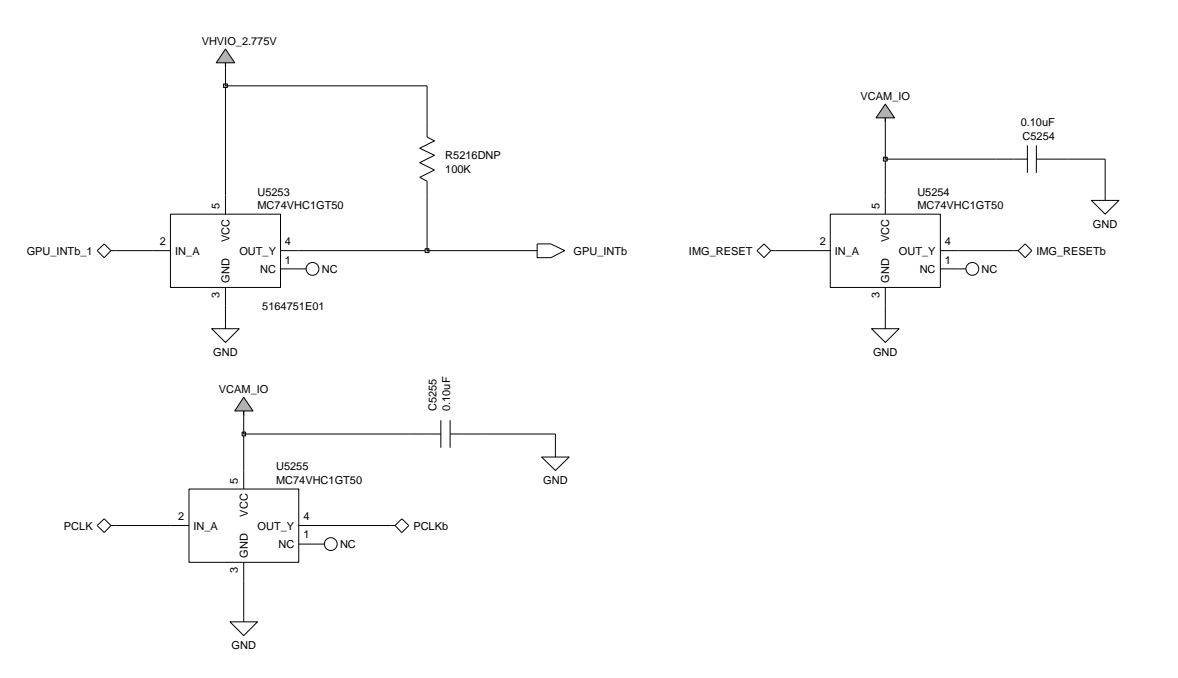 VHVIO_2.775V
R5216DNP
100K
U5253
MC74VHC1GT50
5
VCC
GPU_INTb_1
2
IN_A
OUT_Y
4
GPU_INTb
GND
NC
1
NC
3
5164751E01
GND
VCAM_IO
0.10uF
C5254
GND
U5254
MC74VHC1GT50
5
VCC
IMG_RESET
2
IN_A
OUT_Y
4
IMG_RESETb
GND
NC
1
NC
3
GND
VCAM_IO
C5255
0.10uF
GND
U5255
MC74VHC1GT50
5
VCC
PCLK
2
IN_A
OUT_Y
4
PCLKb
GND
NC
1
NC
3
GND